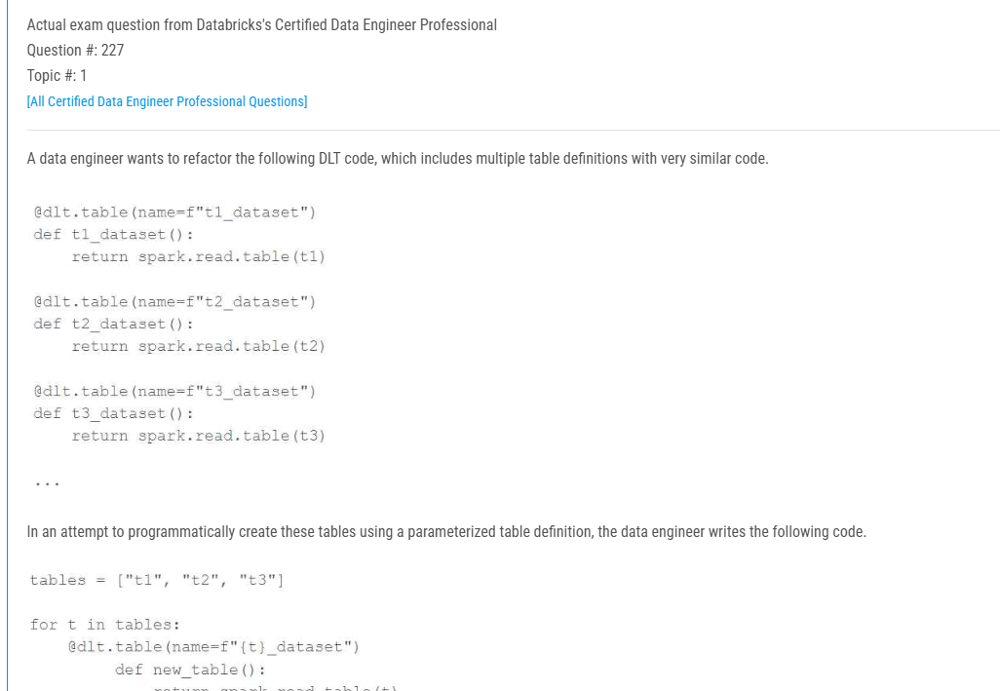 Actual exam question from Databricks's Certified Data Engineer Professional
Question #: 227
Topic #: 1
[All Certified Data Engineer Professional Questions]
A data engineer wants to refactor the following DLT code, which includes multiple table definitions with very similar code.
@dlt.table(name=f"t1_dataset")
def t1_dataset():
    return spark.read.table(t1)
@dlt.table(name=f"t2_dataset")
def t2_dataset():
    return spark.read.table(t2)
@dlt.table(name=f"t3_dataset")
def t3_dataset():
    return spark.read.table(t3)
...
In an attempt to programmatically create these tables using a parameterized table definition, the data engineer writes the following code.
tables = ["t1", "t2", "t3"]
for t in tables:
    @dlt.table(name=f"{t}_dataset")
         def new_table():
             return spark.read.table(t)